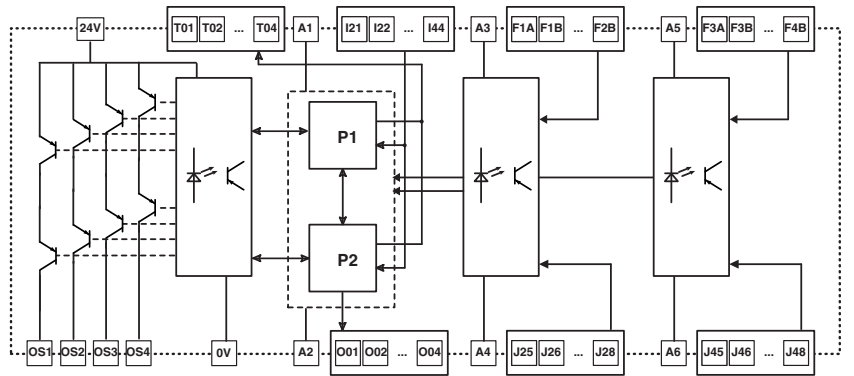 24V T01 T02 ... T04 A1 I21 I22 ... I44 A3 F1A F1B ... F2B A5 F3A F3B ... F4B
P1
P2
OS1 OS2 OS3 OS4 0V A2 O01 O02 ... O04 A4 J25 J26 ... J28 A6 J45 J46 ... J48